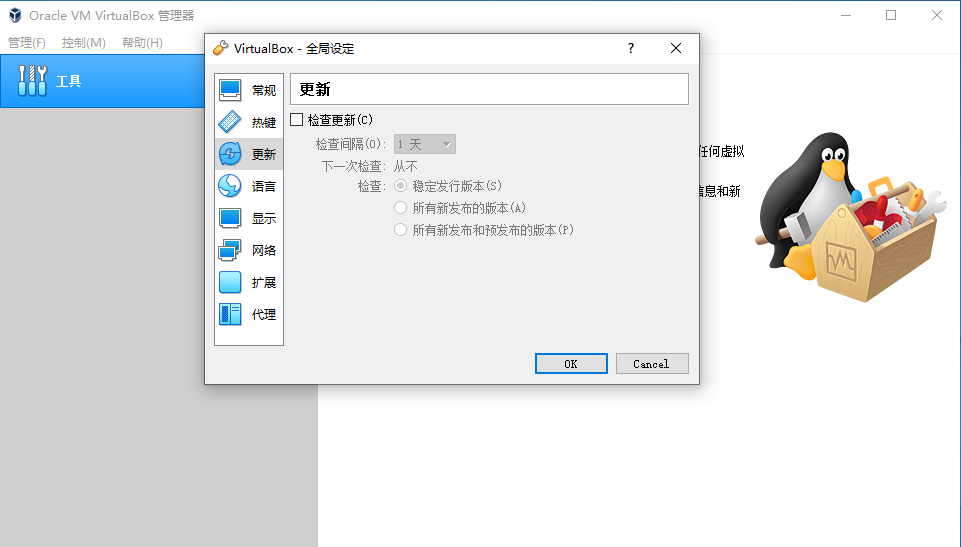 Oracle VM VirtualBox 管理器
管理(F) 控制(M) 帮助(H)
工具
VirtualBox - 全局设定
?
常规
热键
更新
语言
显示
网络
扩展
代理
更新
检查更新(C)
检查间隔(O): 1 天
下一次检查: 从不
检查: 稳定发行版本(S)
所有新发布的版本(A)
所有新发布和预发布的版本(P)
OK Cancel
任何虚拟
信息和新